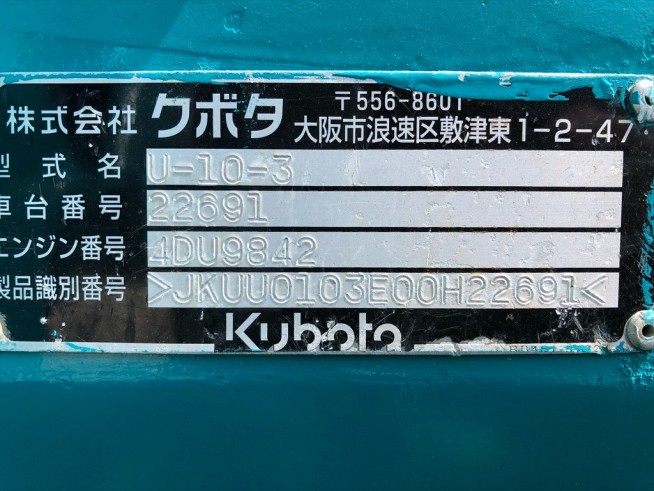 株式会社 クボタ 〒556-8601
大阪市浪速区敷津東1-2-47
型式名 U-10-3
車台番号 22691
エンジン番号 4DU9842
製品識別番号 >JKUU0103E00H22691<
Kubota